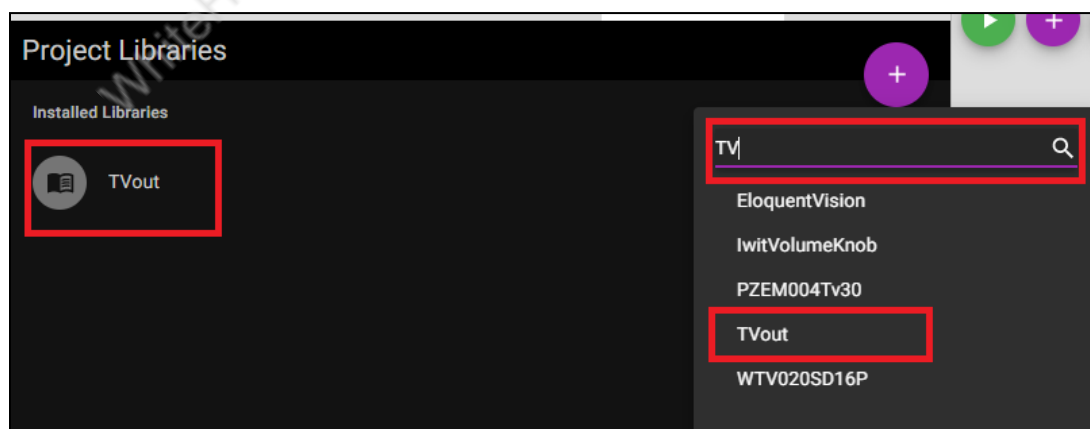 Project Libraries
Installed Libraries
TVout
TV
EloquentVision
IwitVolumeKnob
PZEM004Tv30
TVout
WTV020SD16P